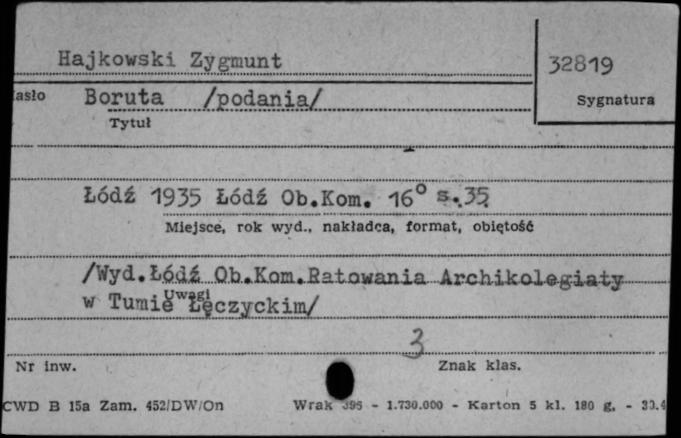 Hajkowski Zygmunt
32819
asło Boruta /podania/
Sygnatura
Tytuł
Łódź 1935 Łódź Ob.Kom. 16° s.35
Miejsce, rok wyd., nakładca, format, obiętość
/Wyd.Łódź Ob.Kom.Ratowania Archikolegiaty
Uwagi
w Tumie Łęczyckim/
3
Nr inw.
Znak klas.
CWD B 15a Zam. 452/DW/On
Wrak 396 - 1.730.000 - Karton 5 kl. 180 g. -